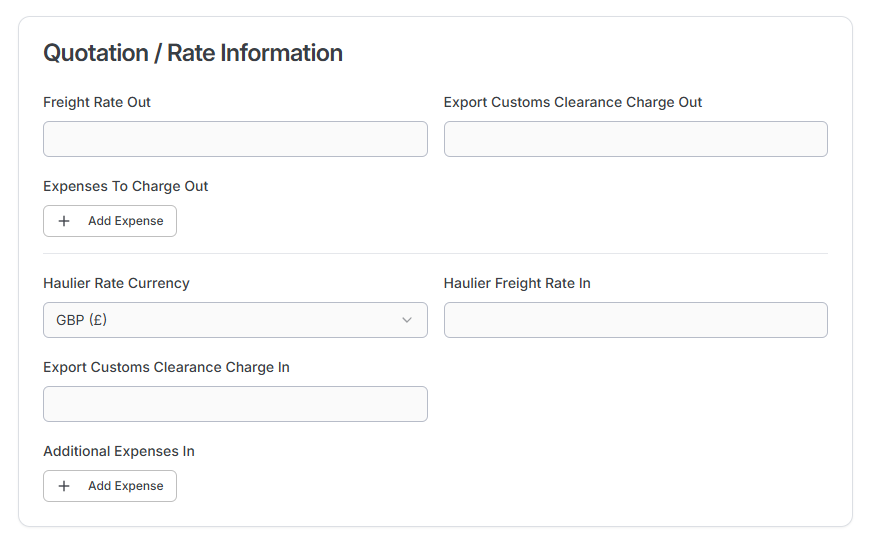 Quotation / Rate Information
Freight Rate Out
Export Customs Clearance Charge Out
Expenses To Charge Out
+ Add Expense
Haulier Rate Currency
Haulier Freight Rate In
GBP (£)
Export Customs Clearance Charge In
Additional Expenses In
+ Add Expense